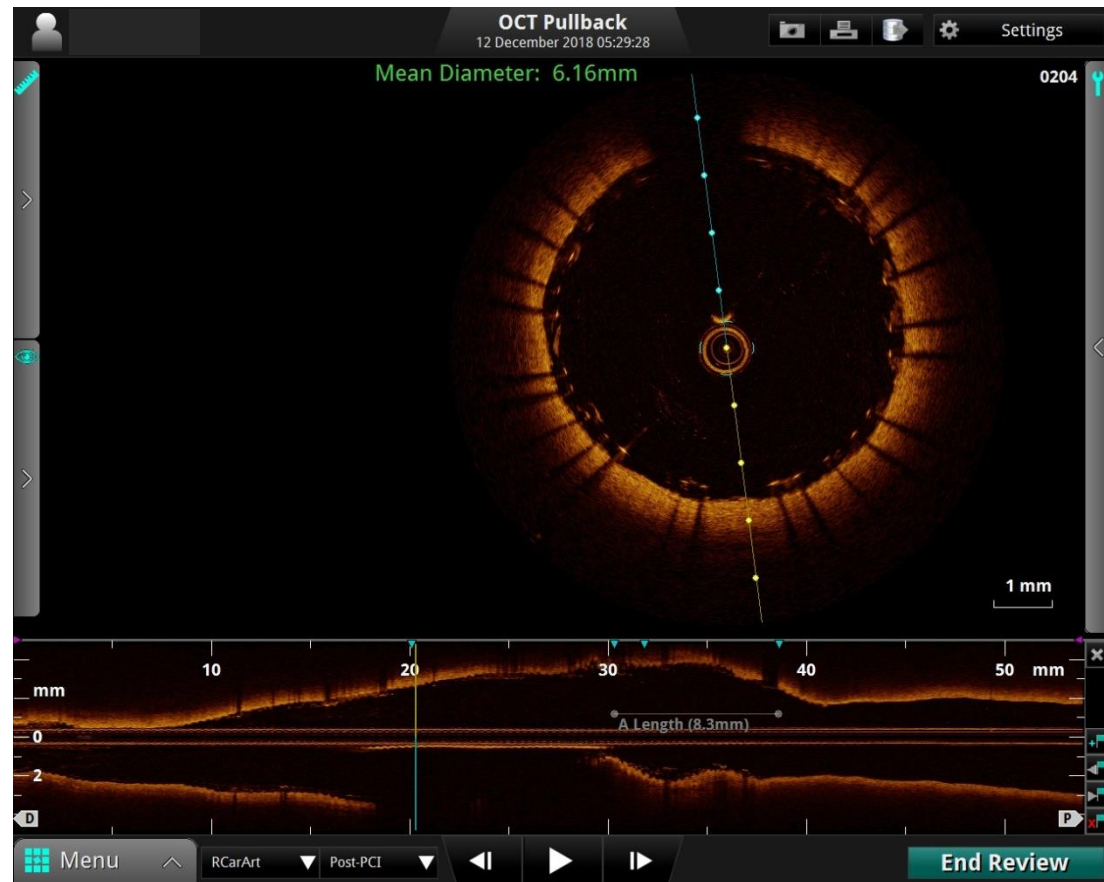 OCT Pullback
12 December 2018 05:29:28
Settings
Mean Diameter: 6.16mm
0204
1 mm
10 20 30 40 50 mm
mm
A Length (8.3mm)
0
2
D P
Menu RCarArt Post-PCI End Review